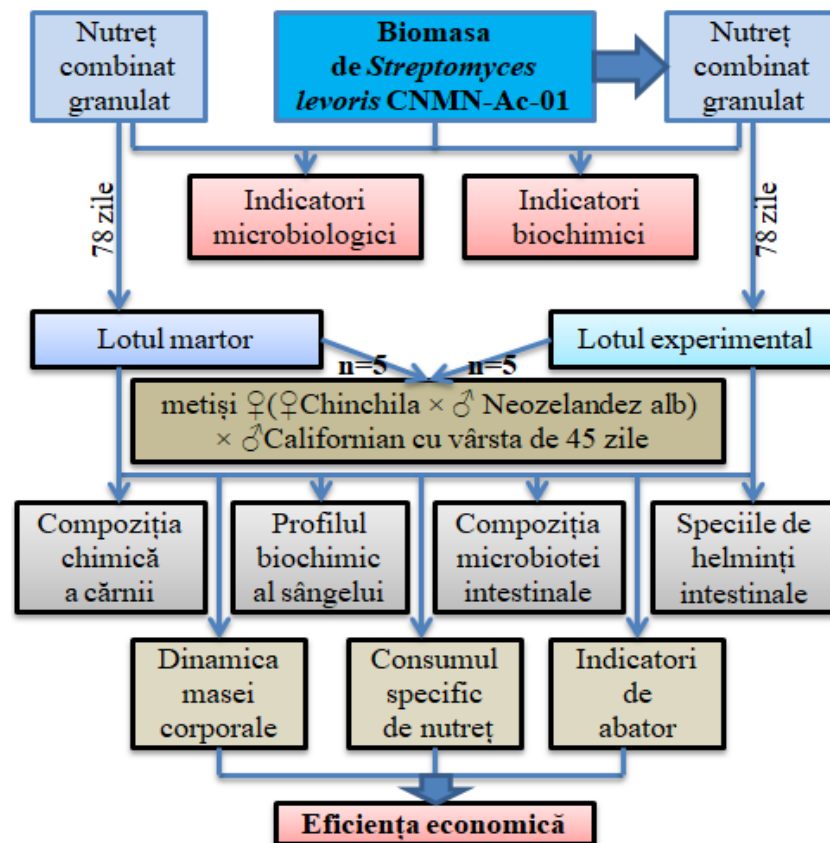 Nutreț
combinat
granulat
Biomasa
de Streptomyces
levoris CNMN-Ac-01
Nutreț
combinat
granulat
78 zile
Indicatori
microbiologici
Indicatori
biochimici
78 zile
Lotul martor
Lotul experimental
n=5
n=5
metiși ♀(♀Chinchila × ♂ Neozelandez alb)
× ♂Californian cu vârsta de 45 zile
Compoziția
chimică
a cărnii
Profilul
biochimic
al sângelui
Compoziția
microbiotei
intestinale
Speciile de
helminți
intestinale
Dinamica
masei
corporale
Consumul
specific
de nutreț
Indicatori
de
abator
Eficiența economică